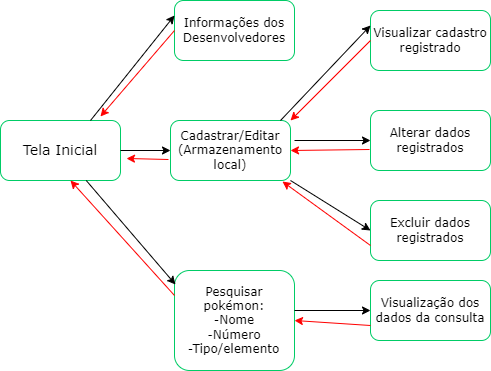 Informações dos
Desenvolvedores
Visualizar cadastro
registrado
Tela Inicial
Cadastrar/Editar
(Armazenamento
local)
Alterar dados
registrados
Excluir dados
registrados
Pesquisar
pokémon:
-Nome
-Número
-Tipo/elemento
Visualização dos
dados da consulta